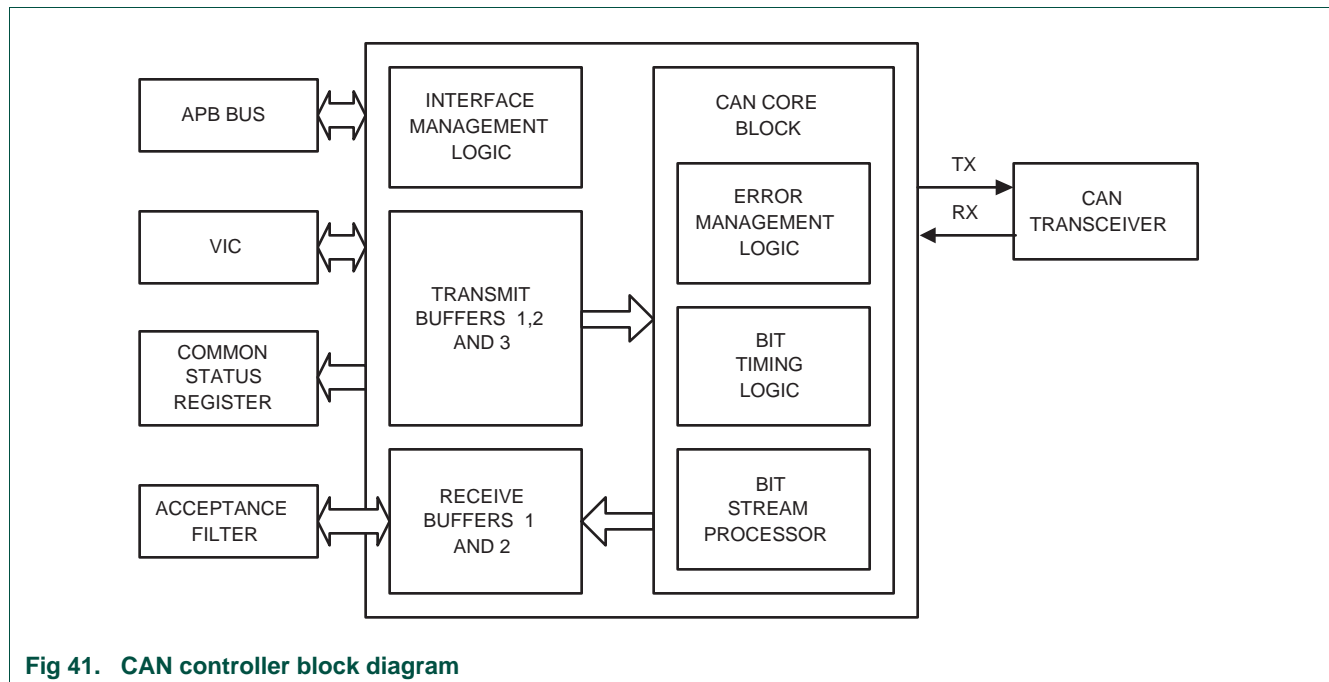 APB BUS
VIC
COMMON
STATUS
REGISTER
ACCEPTANCE
FILTER
INTERFACE
MANAGEMENT
LOGIC
TRANSMIT
BUFFERS 1,2
AND 3
RECEIVE
BUFFERS 1
AND 2
CAN CORE
BLOCK
ERROR
MANAGEMENT
LOGIC
BIT
TIMING
LOGIC
BIT
STREAM
PROCESSOR
TX
RX
CAN
TRANSCEIVER
Fig 41. CAN controller block diagram